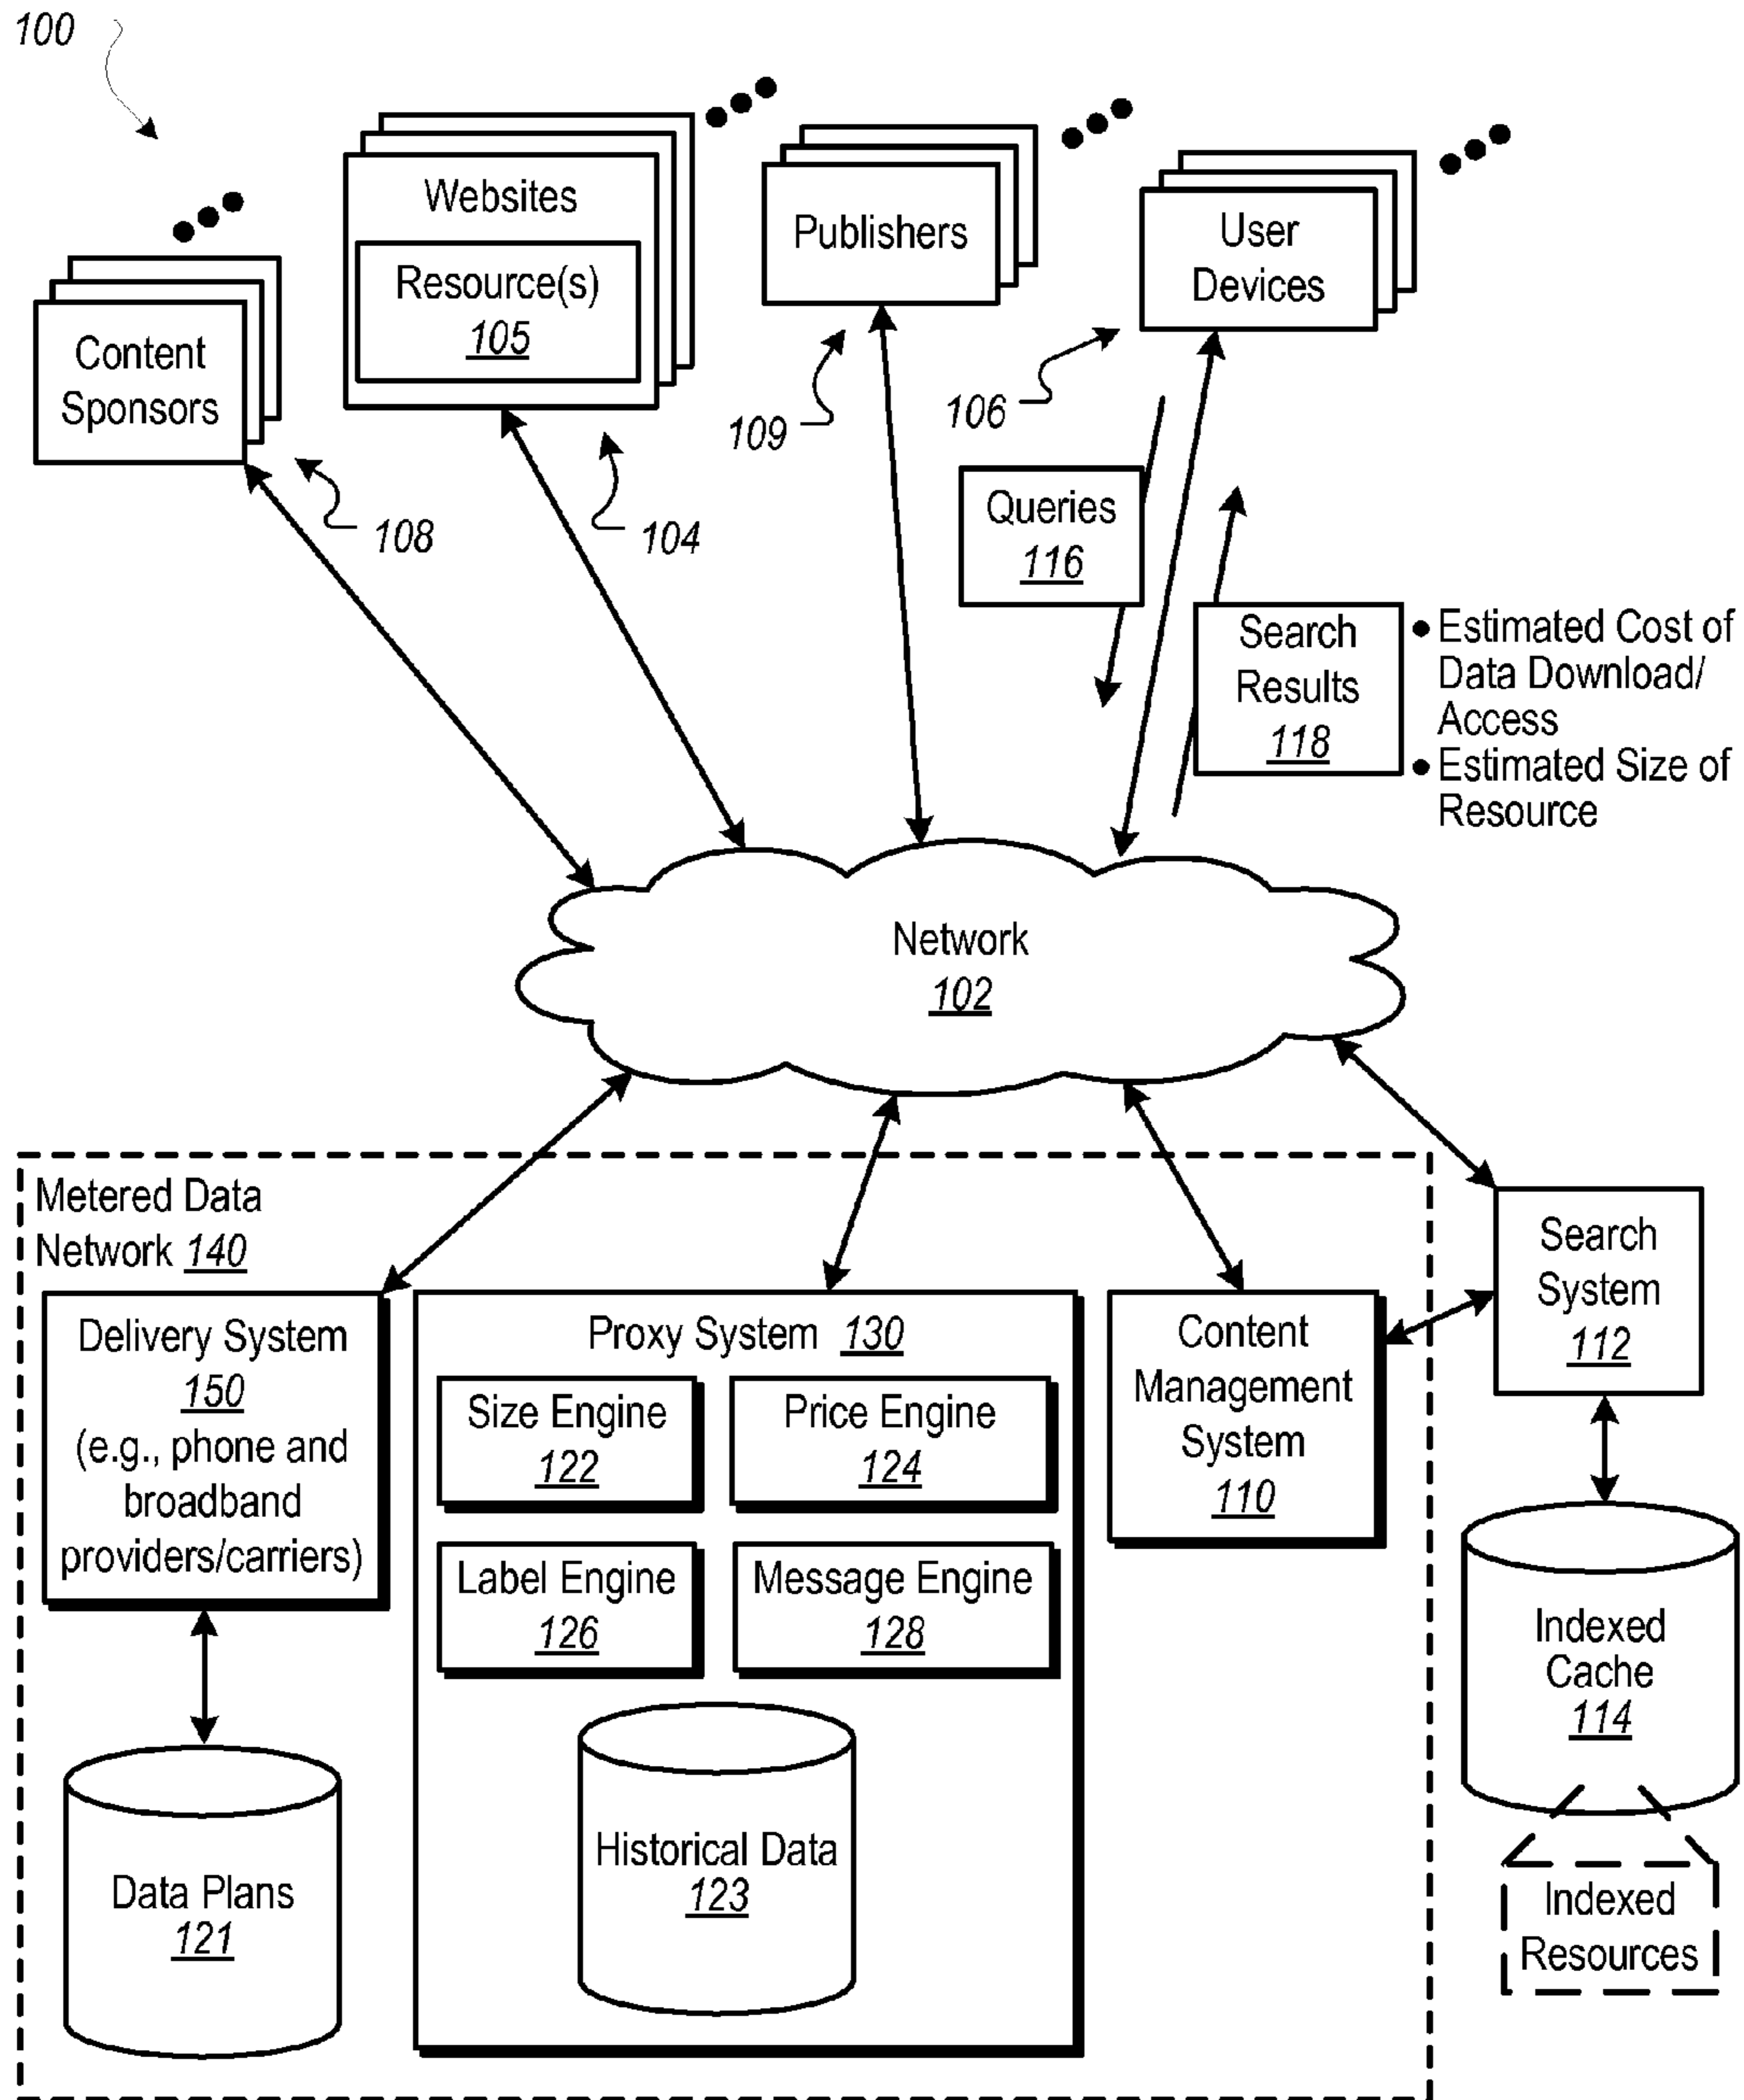 100
Websites
Resource(s)
105
Publishers
User
Devices
Content
Sponsors
108
104
109
106
Queries
116
Search
Results
118
• Estimated Cost of
Data Download/
Access
• Estimated Size of
Resource
Network
102
Metered Data
Network 140
Delivery System
150
(e.g., phone and
broadband
providers/carriers)
Data Plans
121
Proxy System 130
Size Engine
122
Price Engine
124
Label Engine
126
Message Engine
128
Historical Data
123
Content
Management
System
110
Search
System
112
Indexed
Cache
114
Indexed
Resources